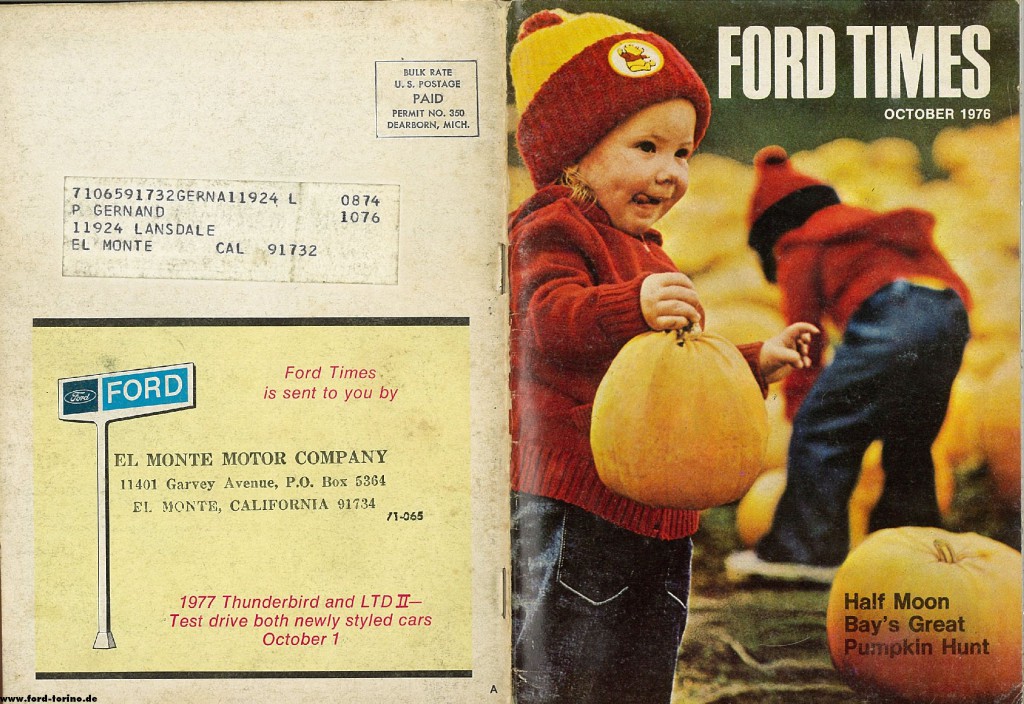 BULK RATE
U. S. POSTAGE
PAID
PERMIT NO. 350
DEARBORN, MICH.
7106591732GERNA11924 L 0874
P GERNAND 1076
11924 LANSDALE
EL MONTE CAL 91732
Ford FORD
Ford Times
is sent to you by
EL MONTE MOTOR COMPANY
11401 Garvey Avenue, P.O. Box 5364
EL MONTE, CALIFORNIA 91734
71-065
1977 Thunderbird and LTD II—
Test drive both newly styled cars
October 1
A
www.ford-torino.de
FORD TIMES
OCTOBER 1976
Half Moon
Bay's Great
Pumpkin Hunt